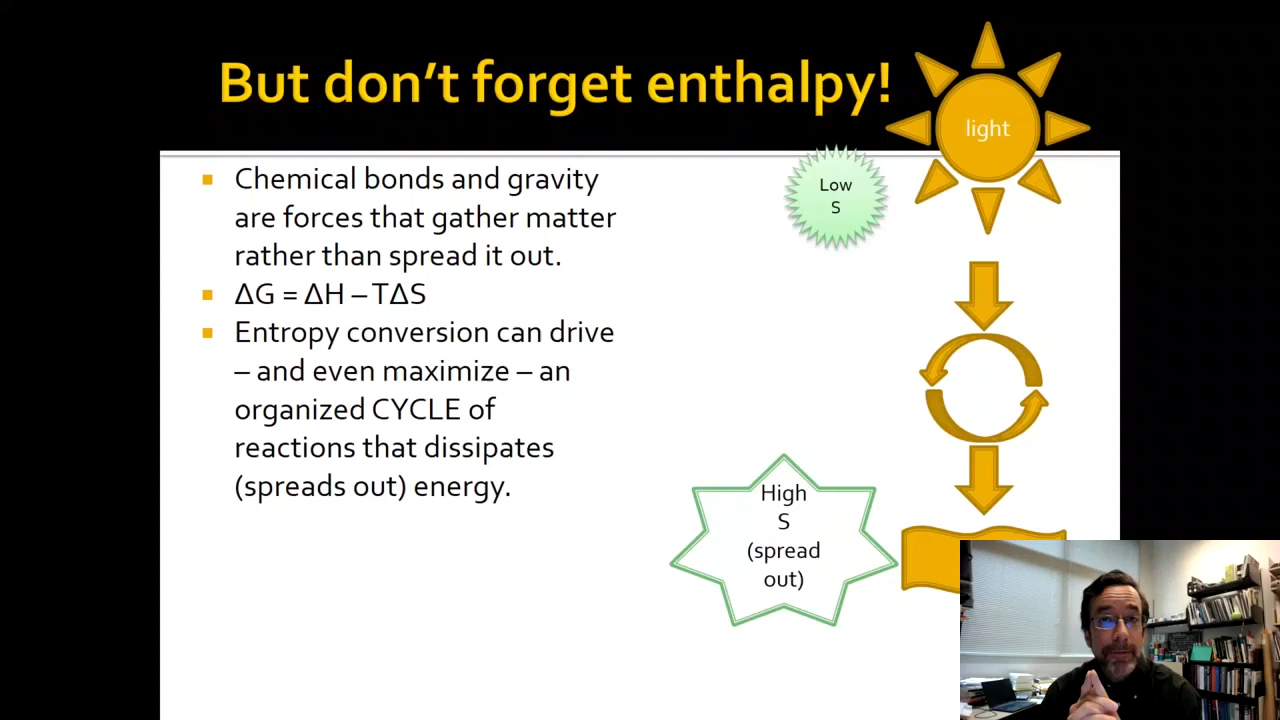 But don’t forget enthalpy!
light
Low
S
Chemical bonds and gravity
are forces that gather matter
rather than spread it out.
ΔG = ΔH – TΔS
Entropy conversion can drive
– and even maximize – an
organized CYCLE of
reactions that dissipates
(spreads out) energy.
High
S
(spread
out)